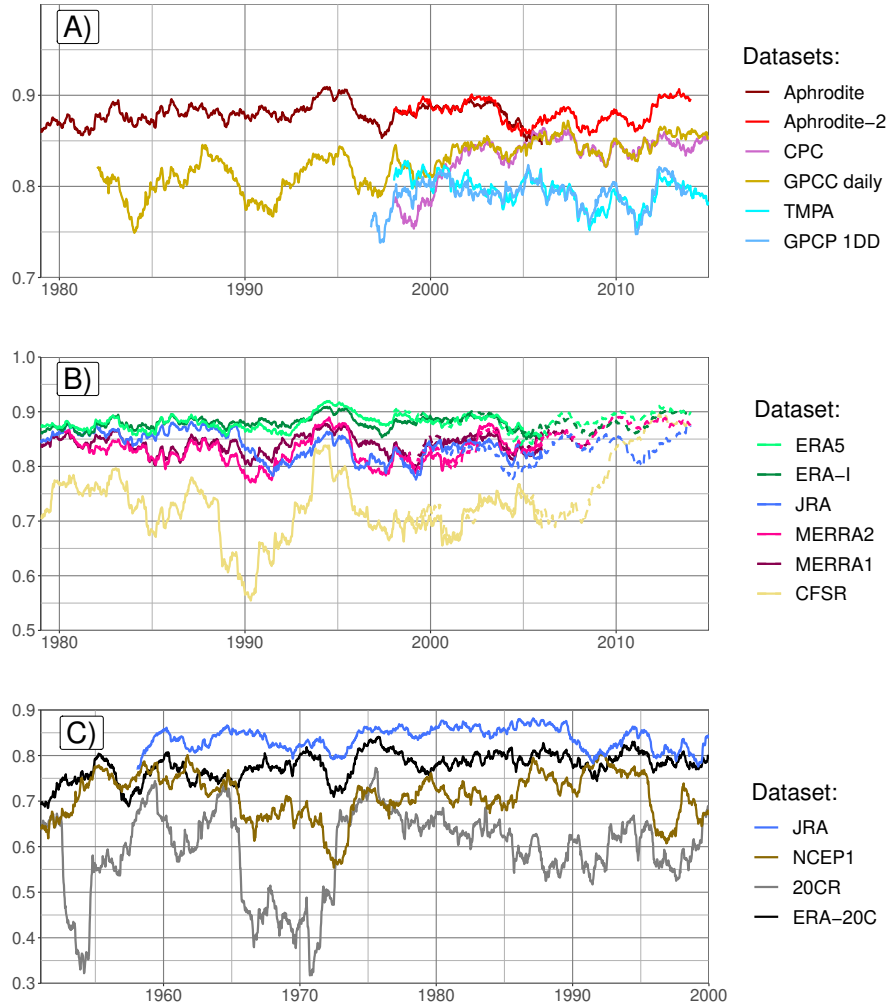 A)
0.9
0.8
0.7
1980
1990
2000
2010
Datasets:
Aphrodite
Aphrodite−2
CPC
GPCC daily
TMPA
GPCP 1DD
B)
1.0
0.9
0.8
0.7
0.6
0.5
1980
1990
2000
2010
Dataset:
ERA5
ERA−I
JRA
MERRA2
MERRA1
CFSR
C)
0.9
0.8
0.7
0.6
0.5
0.4
0.3
1960
1970
1980
1990
2000
Dataset:
JRA
NCEP1
20CR
ERA−20C